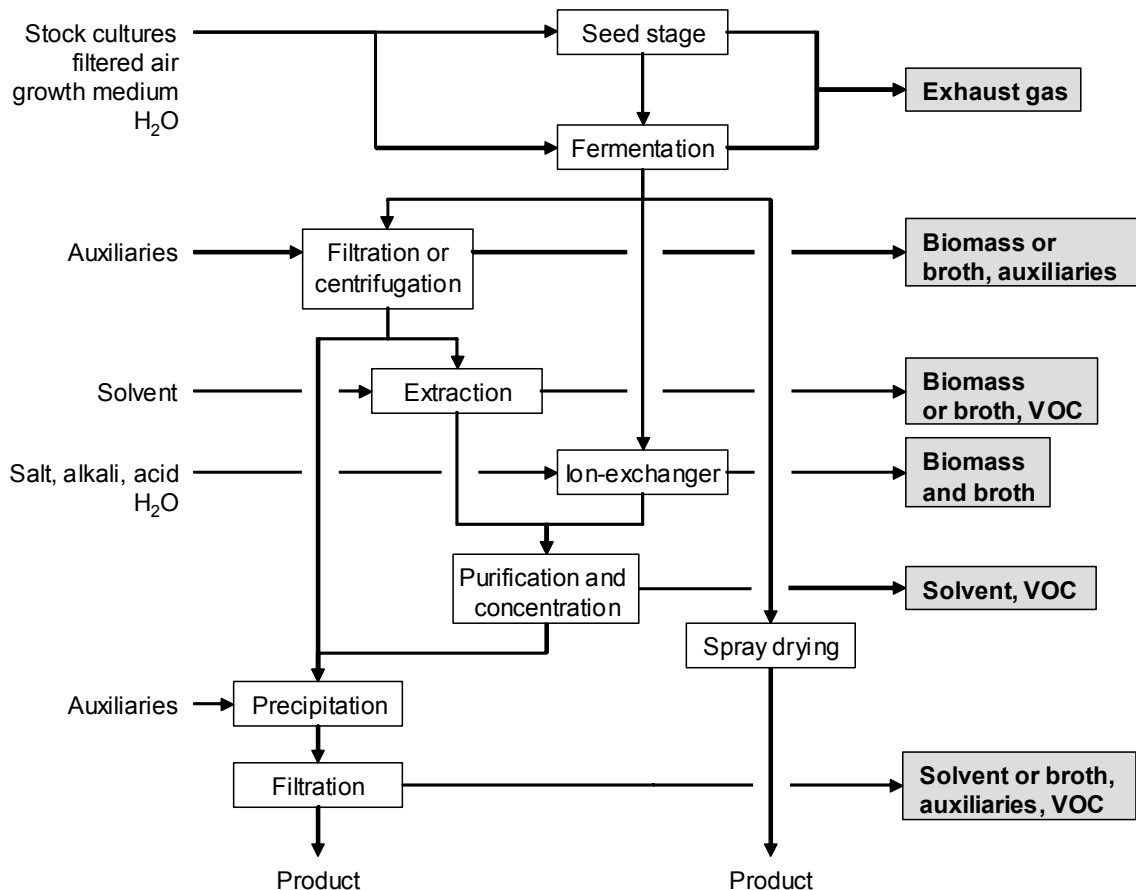 Stock cultures
filtered air
growth medium
H₂O
Seed stage
Exhaust gas
Fermentation
Auxiliaries
Filtration or
centrifugation
Biomass or
broth, auxiliaries
Solvent
Extraction
Biomass
or broth, VOC
Salt, alkali, acid
H₂O
Ion-exchanger
Biomass
and broth
Purification and
concentration
Solvent, VOC
Spray drying
Auxiliaries
Precipitation
Filtration
Solvent or broth,
auxiliaries, VOC
Product
Product